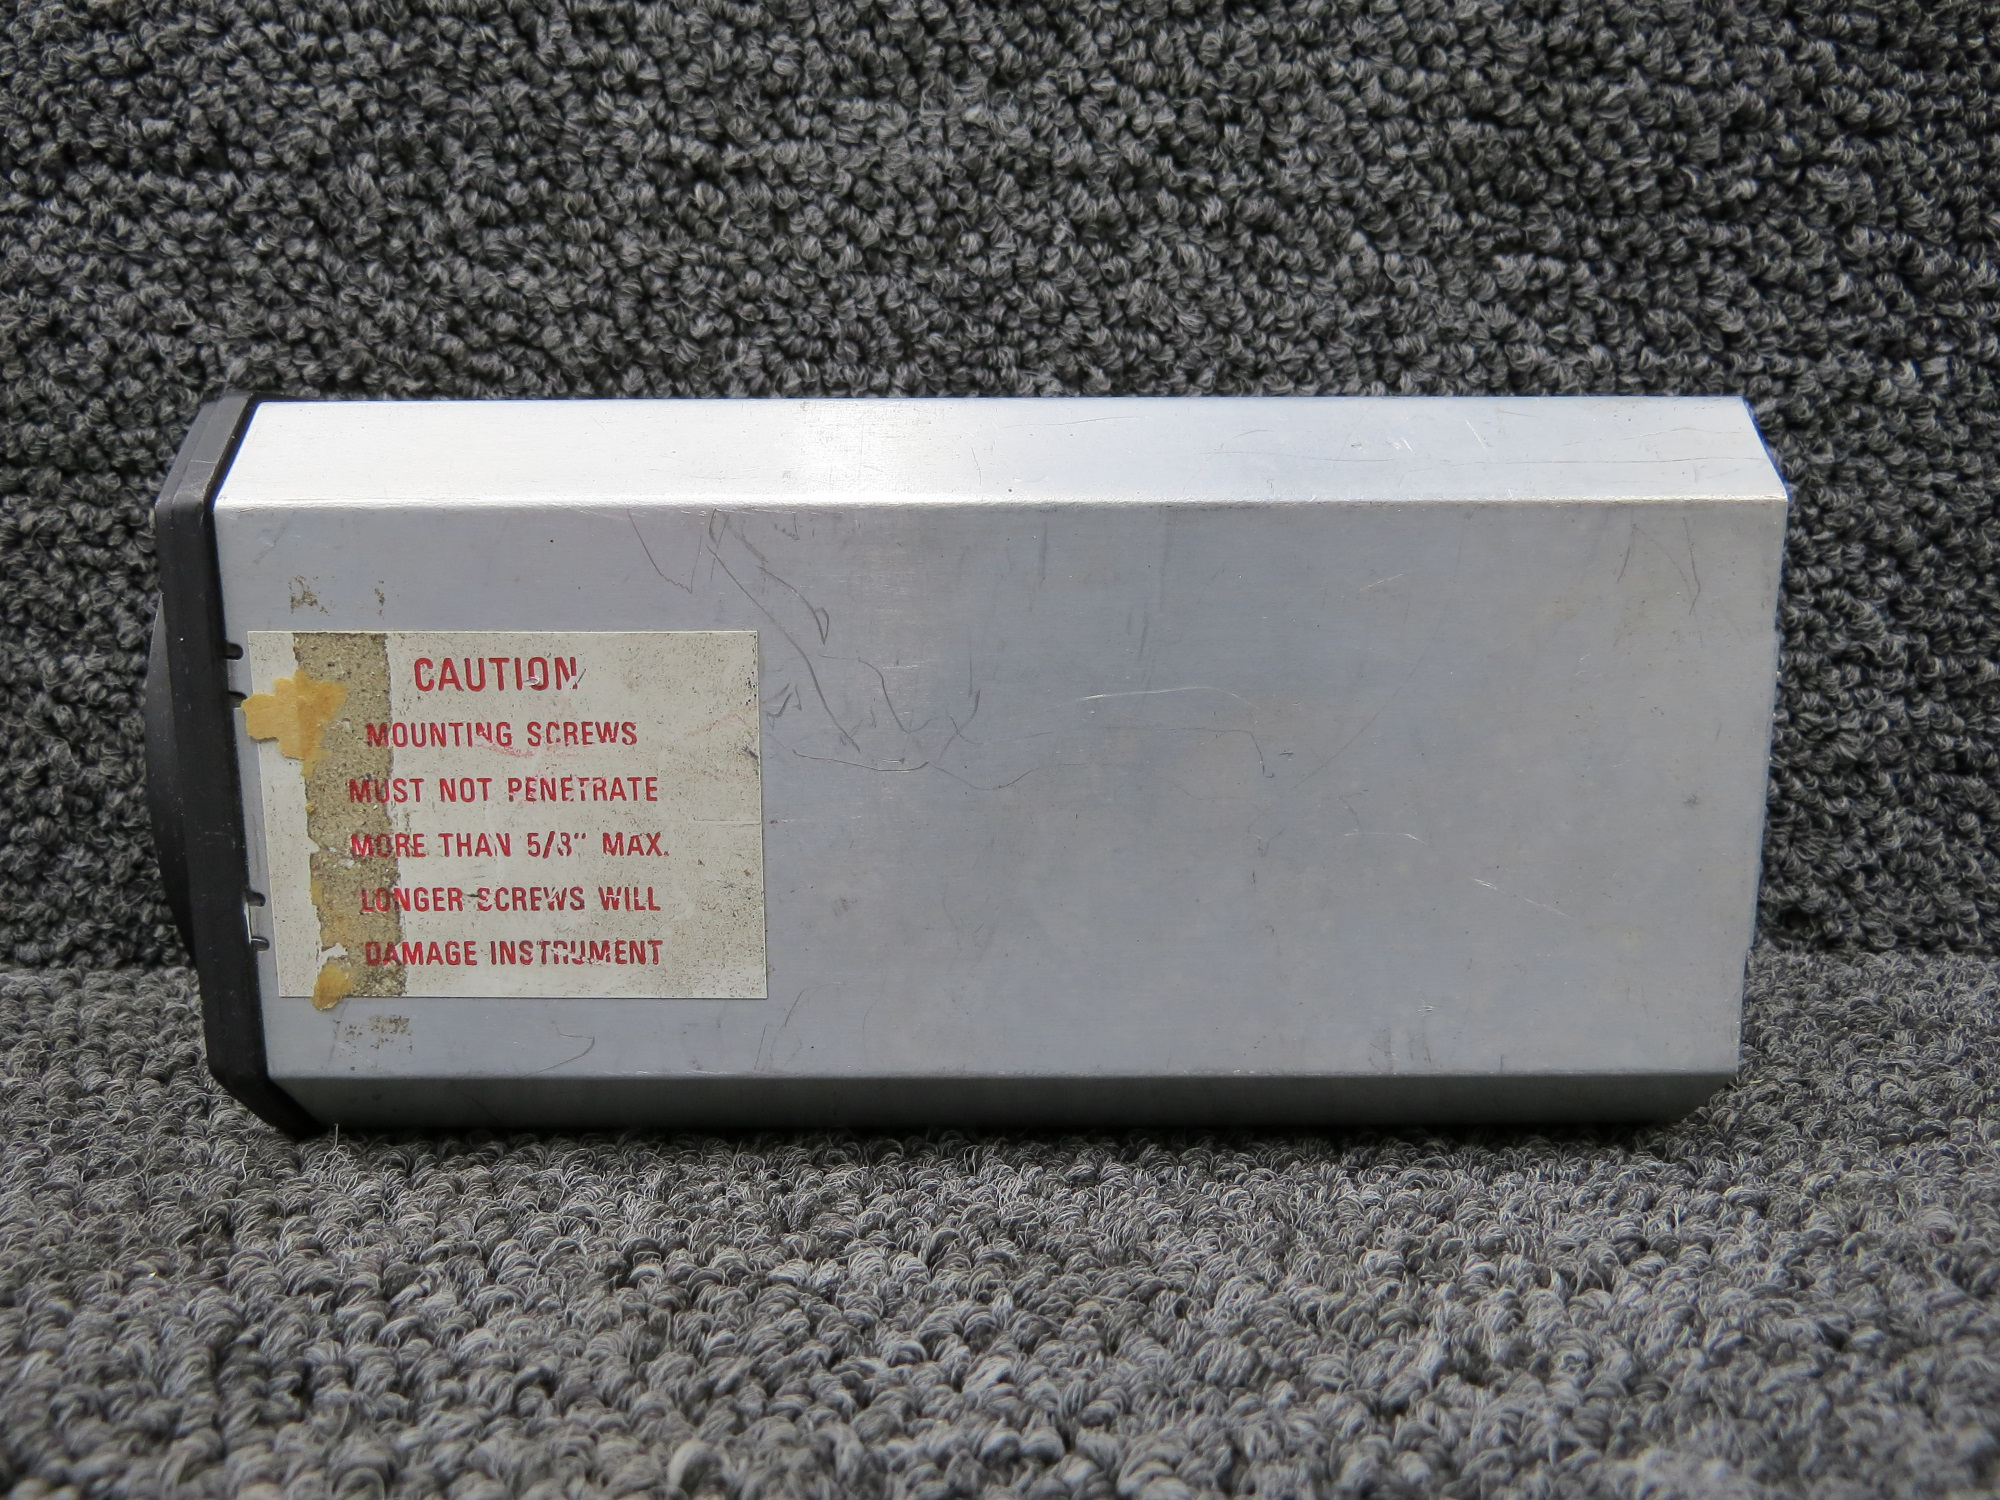 CAUTION
MOUNTING SCREWS
MUST NOT PENETRATE
MORE THAN 5/8" MAX.
LONGER SCREWS WILL
DAMAGE INSTRUMENT